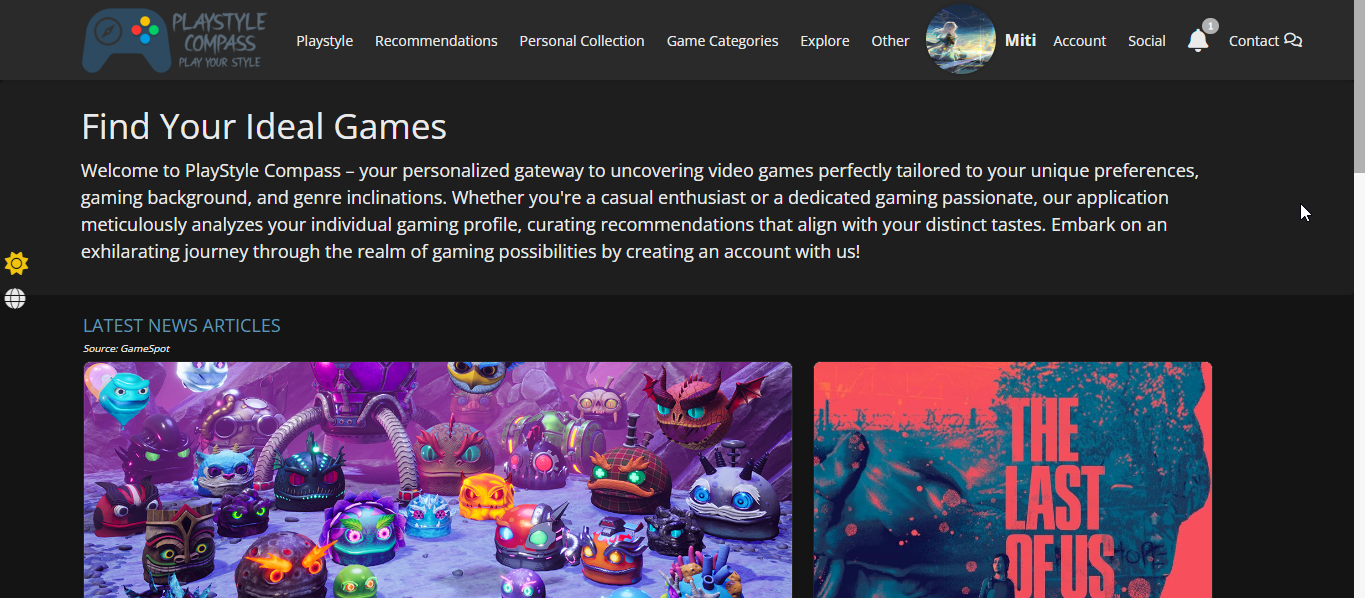 PLAYSTYLE
COMPASS
PLAY YOUR STYLE
Playstyle Recommendations Personal Collection Game Categories Explore Other Miti Account Social 1 Contact
Find Your Ideal Games
Welcome to PlayStyle Compass – your personalized gateway to uncovering video games perfectly tailored to your unique preferences,
gaming background, and genre inclinations. Whether you're a casual enthusiast or a dedicated gaming passionate, our application
meticulously analyzes your individual gaming profile, curating recommendations that align with your distinct tastes. Embark on an
exhilarating journey through the realm of gaming possibilities by creating an account with us!
LATEST NEWS ARTICLES
Source: GameSpot
THE
LAST
OF US